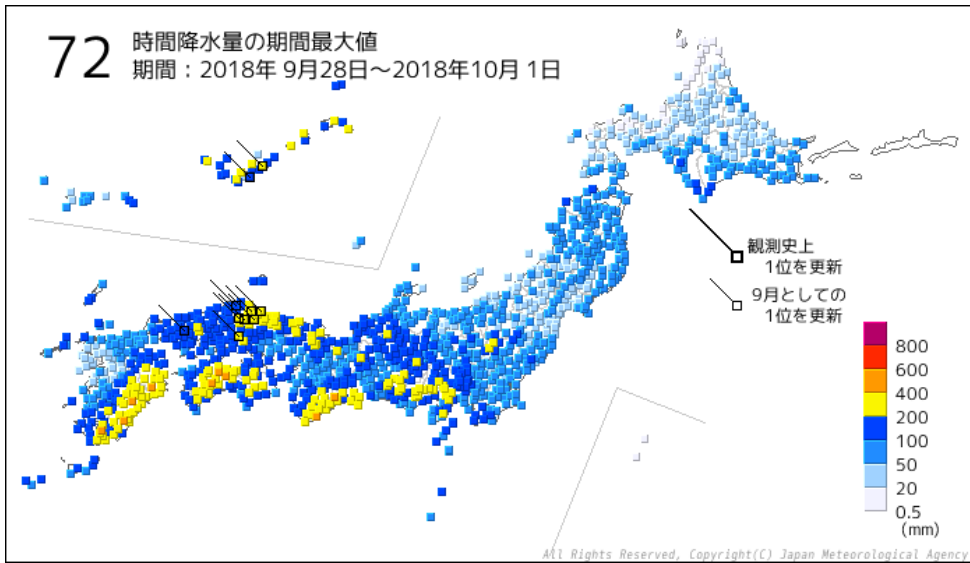 72 時間降水量の期間最大値
期間：2018年 9月28日～2018年10月 1日
観測史上
1位を更新
9月としての
1位を更新
800
600
400
200
100
50
20
0.5
(mm)
All Rights Reserved, Copyright(C) Japan Meteorological Agency